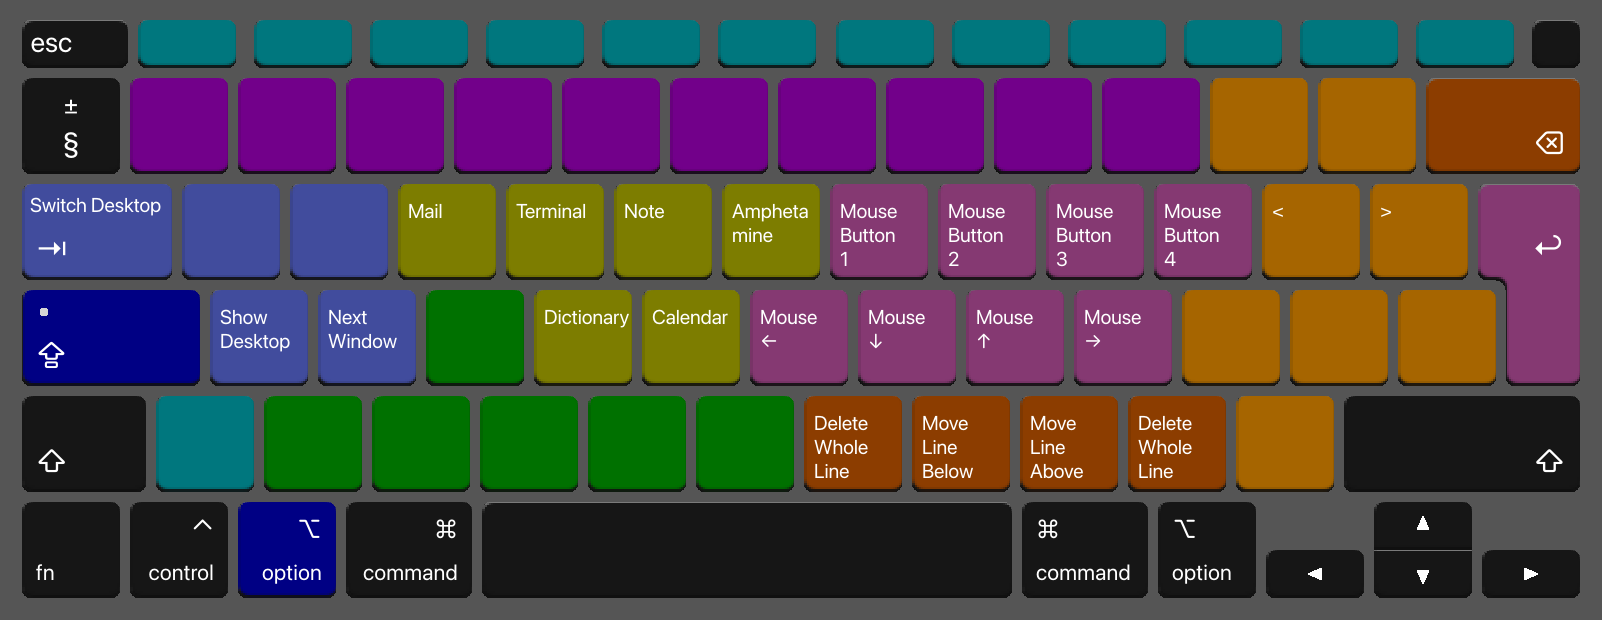 esc
±
§
⌫
Switch Desktop
⇥
Mail
Terminal
Note
Ampheta
mine
Mouse
Button
1
Mouse
Button
2
Mouse
Button
3
Mouse
Button
4
<
>
↩
⇪
Show
Desktop
Next
Window
Dictionary
Calendar
Mouse
←
Mouse
↓
Mouse
↑
Mouse
→
⇧
Delete
Whole
Line
Move
Line
Below
Move
Line
Above
Delete
Whole
Line
⇧
fn
^
control
⌥
option
⌘
command
⌘
command
⌥
option
◀
▲
▼
▶